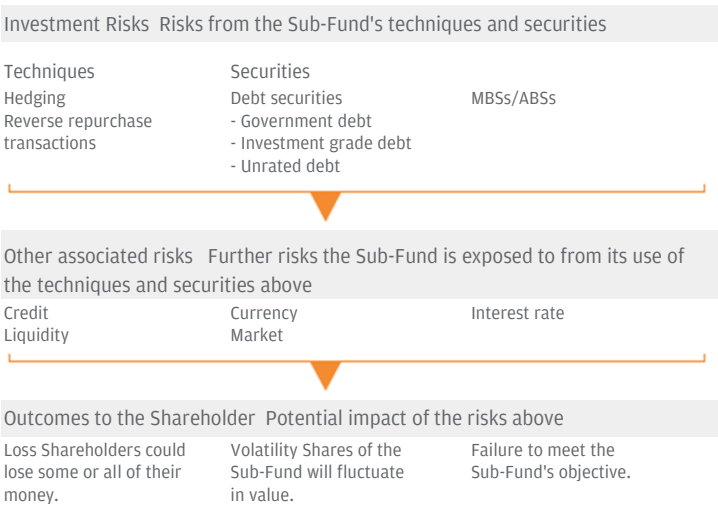 Investment Risks Risks from the Sub-Fund's techniques and securities
Techniques
Hedging
Reverse repurchase
transactions
Securities
Debt securities
- Government debt
- Investment grade debt
- Unrated debt
MBSs/ABSs
Other associated risks Further risks the Sub-Fund is exposed to from its use of
the techniques and securities above
Credit
Liquidity
Currency
Market
Interest rate
Outcomes to the Shareholder Potential impact of the risks above
Loss Shareholders could
lose some or all of their
money.
Volatility Shares of the
Sub-Fund will fluctuate
in value.
Failure to meet the
Sub-Fund's objective.